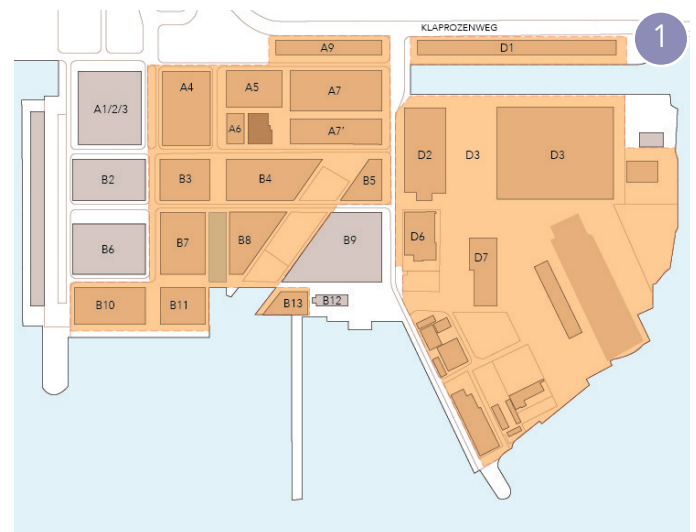 KLAPROZENWEG
1
A9
D1
A1/2/3
A4
A5
A7
A6
A7'
D2
D3
D3
B2
B3
B4
B5
B6
B7
B8
B9
D6
D7
B10
B11
B13
B12